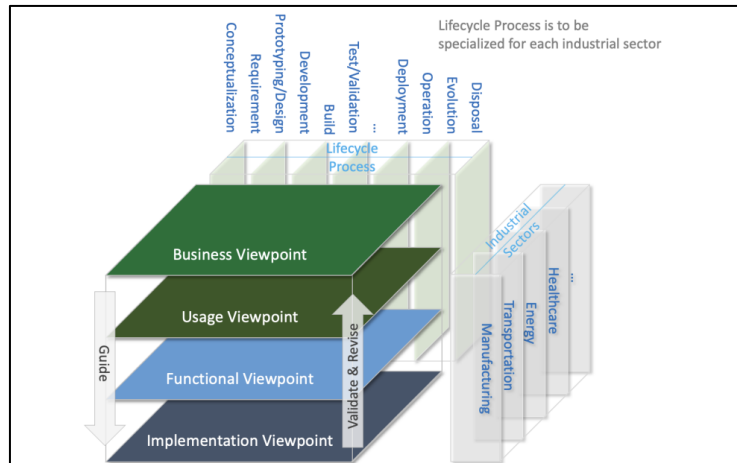 Lifecycle Process is to be
specialized for each industrial sector
Conceptualization
Requirement
Prototyping/Design
Development
Build
Test/Validation
...
Deployment
Operation
Evolution
Disposal
Lifecycle
Process
Business Viewpoint
Usage Viewpoint
Functional Viewpoint
Implementation Viewpoint
Guide
Validate & Revise
Industrial
Sectors
Manufacturing
Transportation
Energy
Healthcare
...